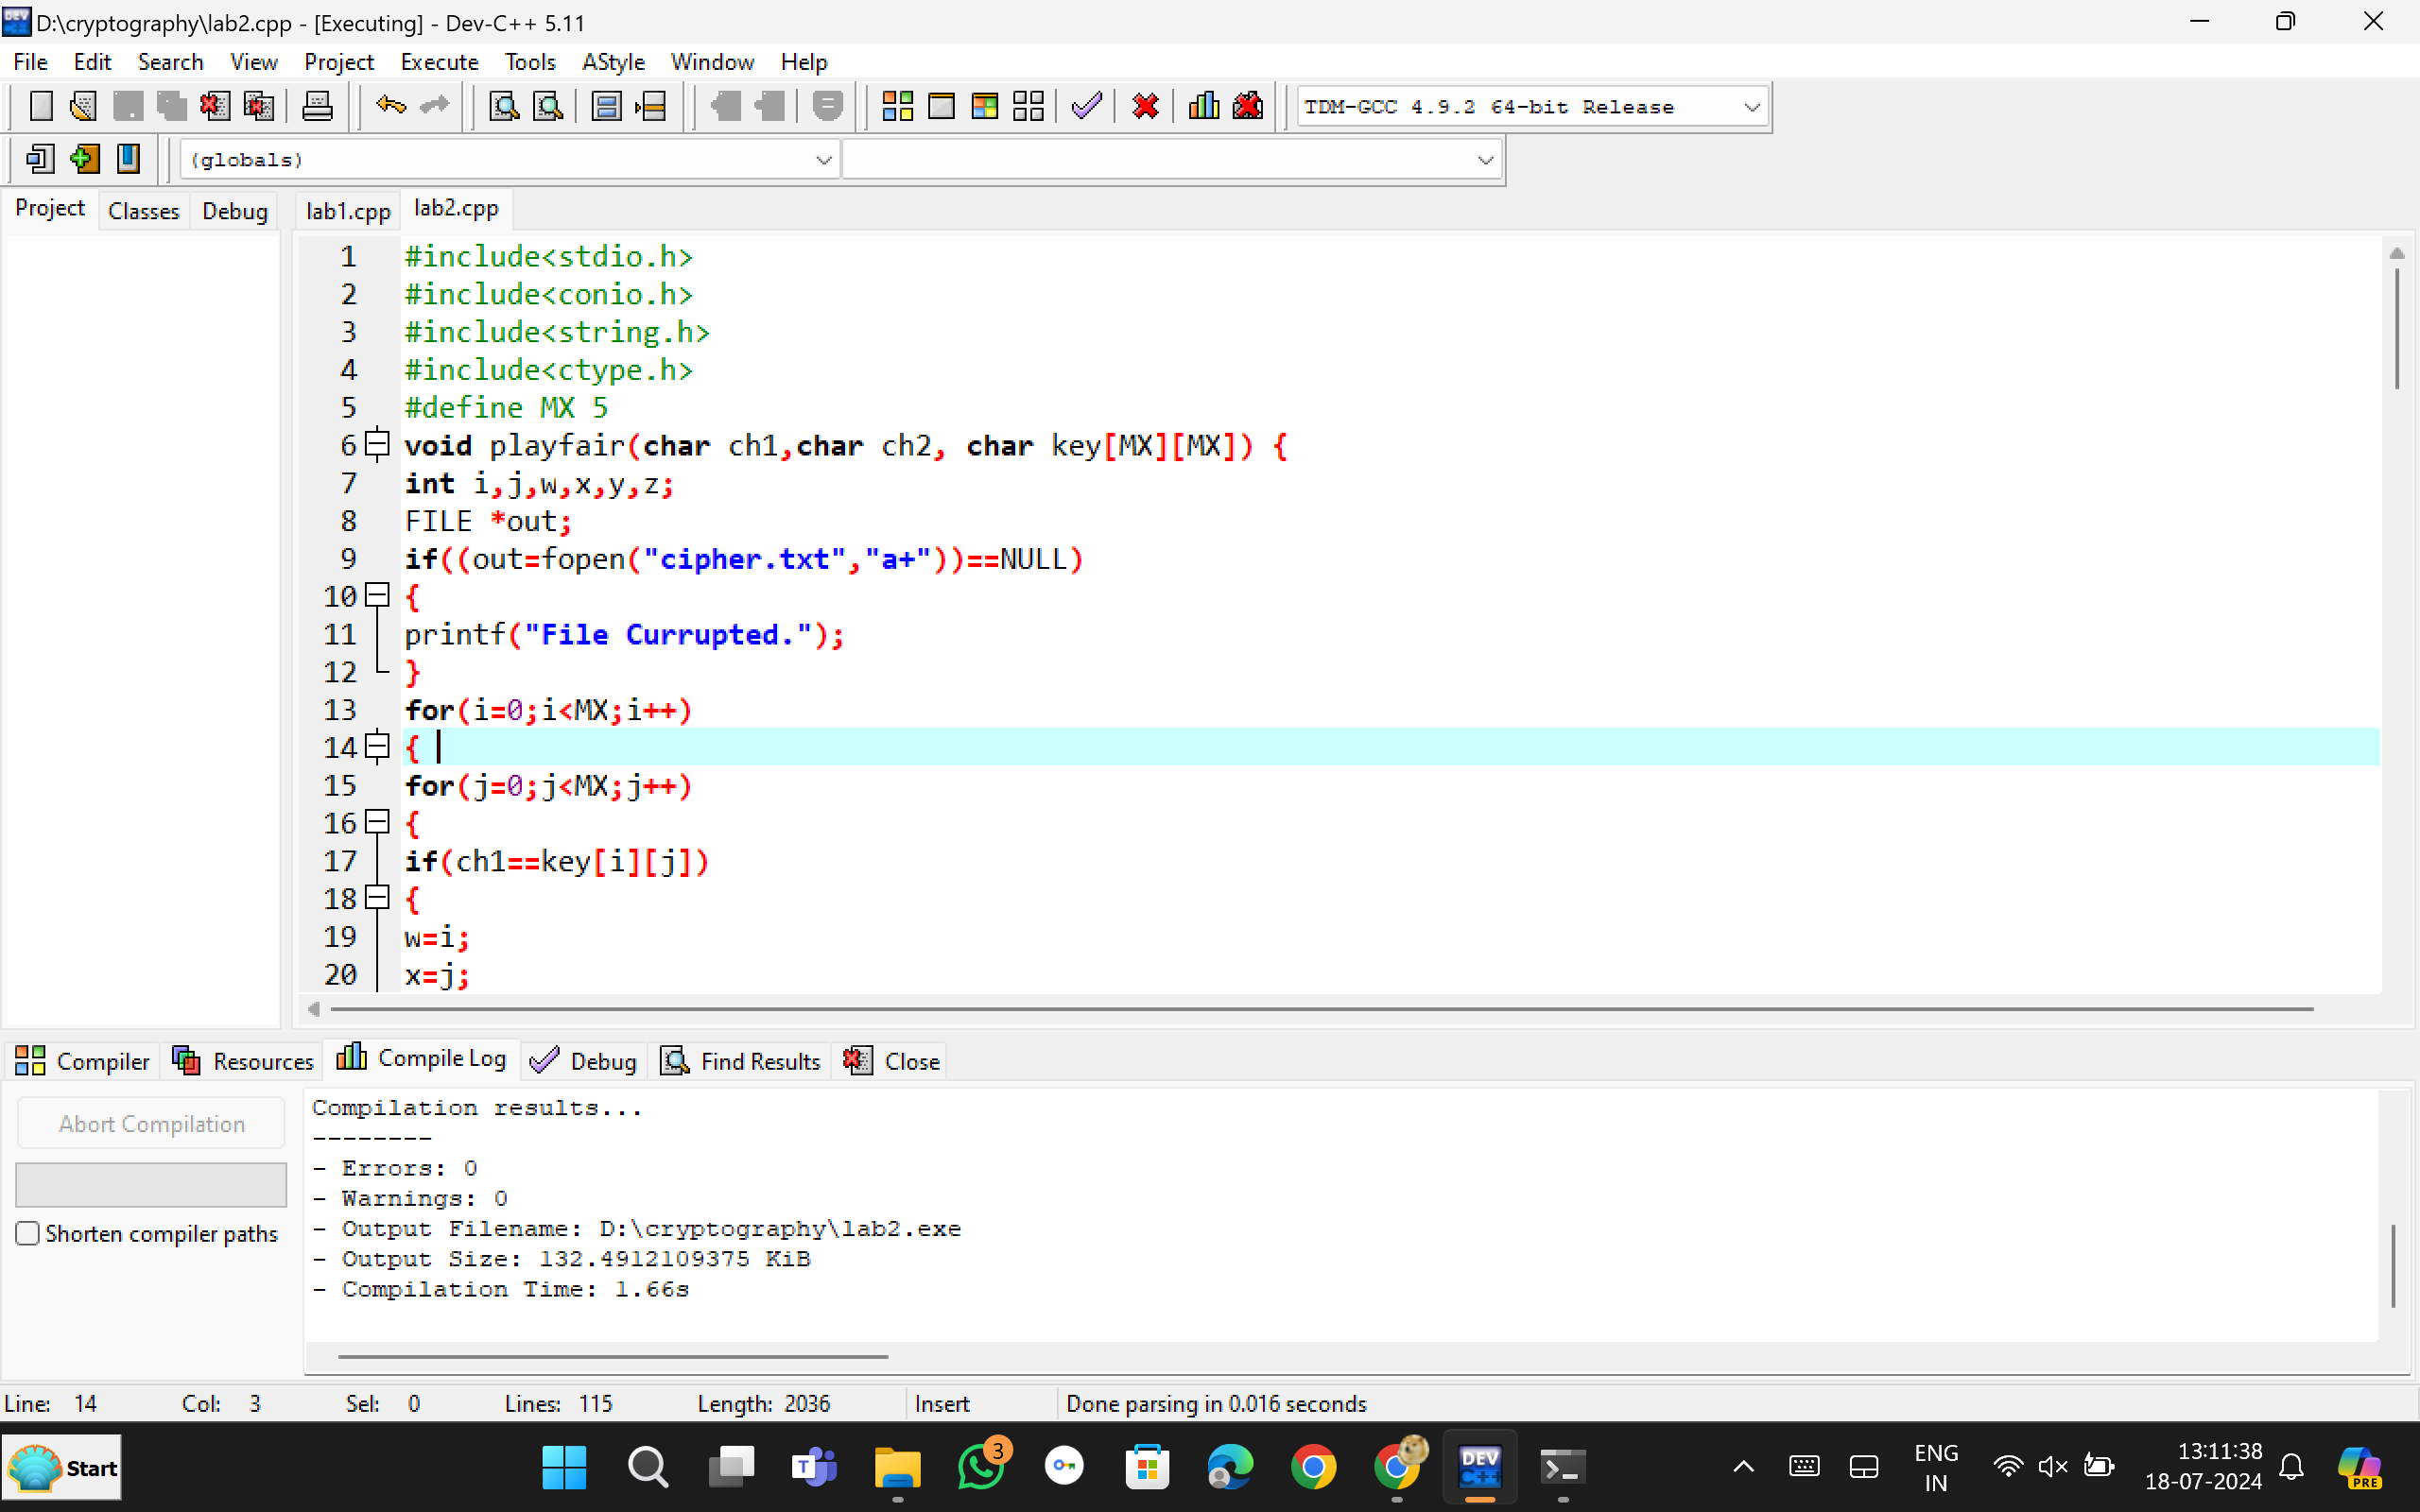 D:\cryptography\lab2.cpp - [Executing] - Dev-C++ 5.11
File Edit Search View Project Execute Tools AStyle Window Help
TDM-GCC 4.9.2 64-bit Release
(globals)
Project Classes Debug lab1.cpp lab2.cpp
1 #include<stdio.h>
2 #include<conio.h>
3 #include<string.h>
4 #include<ctype.h>
5 #define MX 5
6 void playfair(char ch1,char ch2, char key[MX][MX]) {
7 int i,j,w,x,y,z;
8 FILE *out;
9 if((out=fopen("cipher.txt","a+"))==NULL)
10 {
11 printf("File Currupted.");
12 }
13 for(i=0;i<MX;i++)
14 {
15 for(j=0;j<MX;j++)
16 {
17 if(ch1==key[i][j])
18 {
19 w=i;
20 x=j;
Compiler Resources Compile Log Debug Find Results Close
Abort Compilation
Shorten compiler paths
Compilation results...
--------
- Errors: 0
- Warnings: 0
- Output Filename: D:\cryptography\lab2.exe
- Output Size: 132.4912109375 KiB
- Compilation Time: 1.66s
Line: 14 Col: 3 Sel: 0 Lines: 115 Length: 2036 Insert Done parsing in 0.016 seconds
Start
T
3
DEV
C++
ENG
IN
13:11:38
18-07-2024
PRE